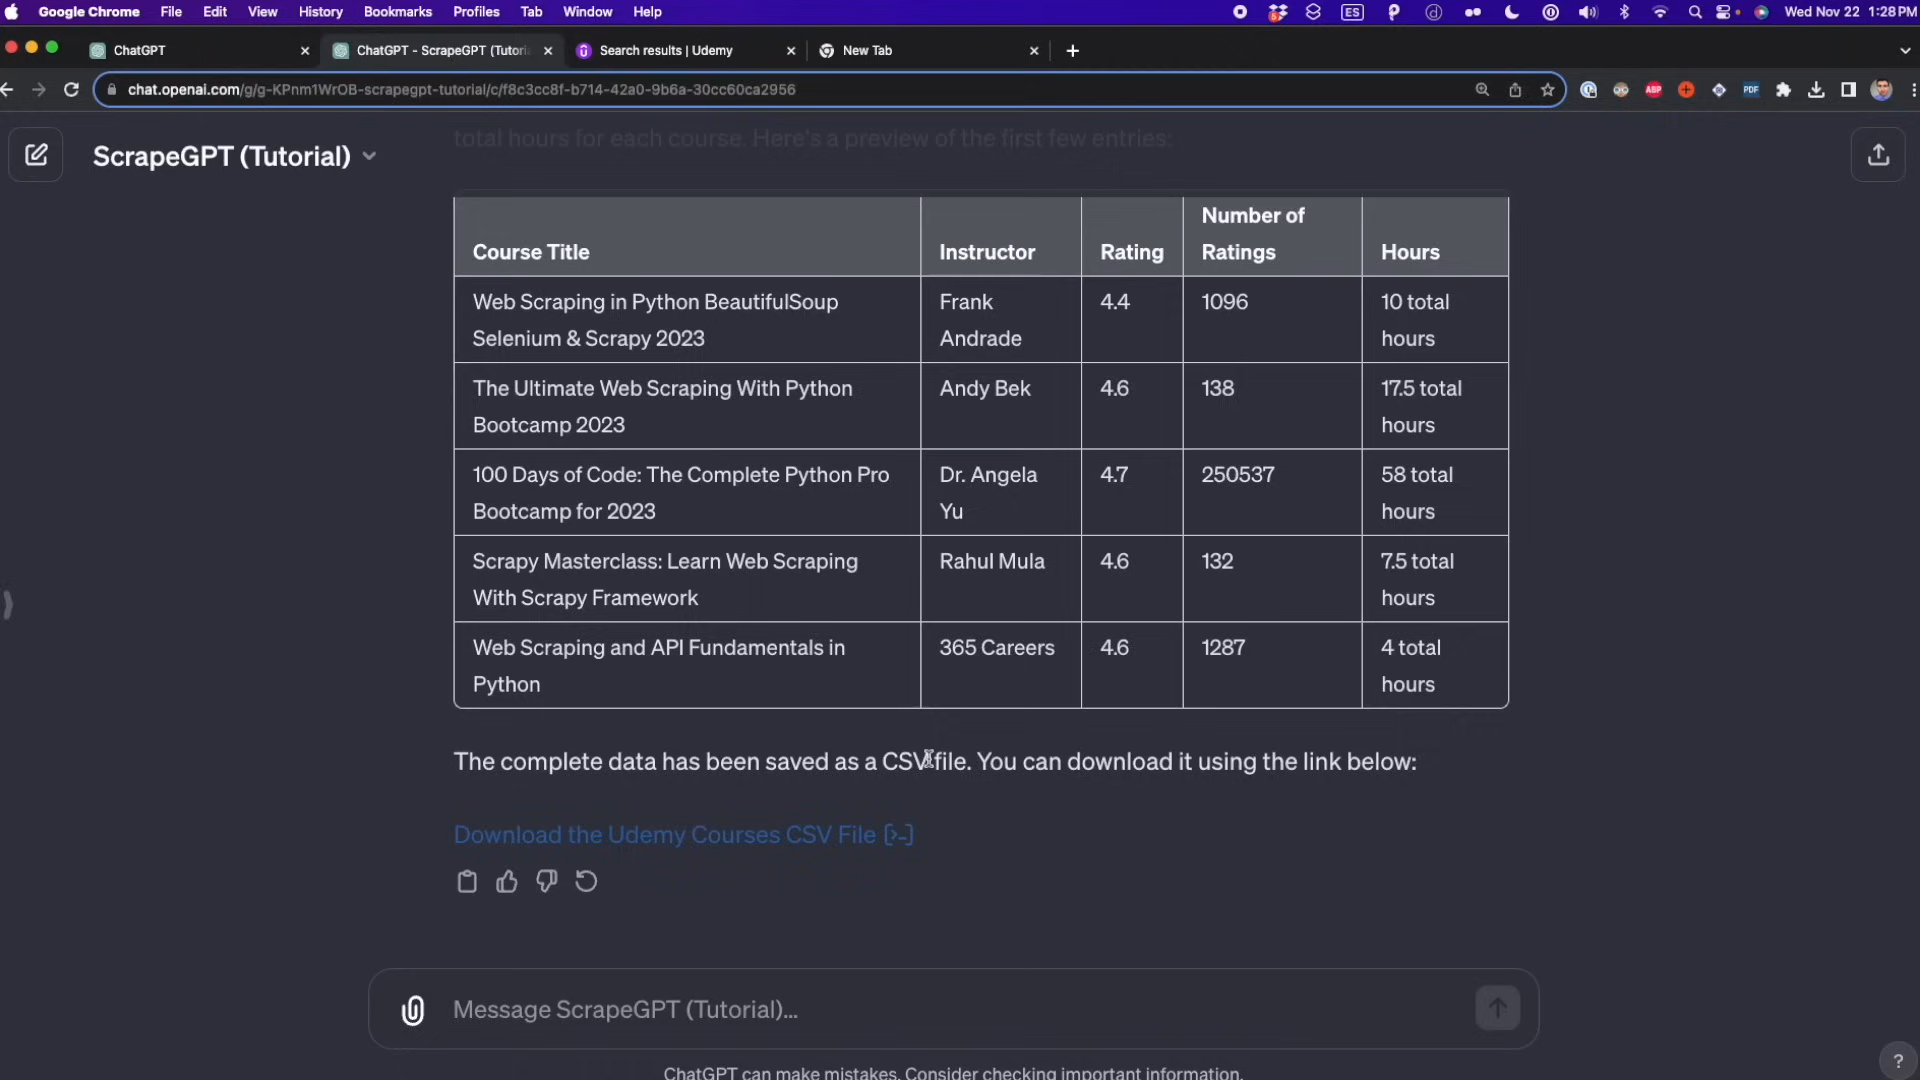 Google Chrome File Edit View History Bookmarks Profiles Tab Window Help ES Wed Nov 22 1:28 PM
ChatGPT ChatGPT - ScrapeGPT (Tutori Search results | Udemy New Tab
chat.openai.com/g/g-KPnm1WrOB-scrapegpt-tutorial/c/f8c3cc8f-b714-42a0-9b6a-30cc60ca2956 ABP PDF
total hours for each course. Here's a preview of the first few entries:
ScrapeGPT (Tutorial)
Course Title Instructor Rating Number of Ratings Hours
Web Scraping in Python BeautifulSoup Selenium & Scrapy 2023 Frank Andrade 4.4 1096 10 total hours
The Ultimate Web Scraping With Python Bootcamp 2023 Andy Bek 4.6 138 17.5 total hours
100 Days of Code: The Complete Python Pro Bootcamp for 2023 Dr. Angela Yu 4.7 250537 58 total hours
Scrapy Masterclass: Learn Web Scraping With Scrapy Framework Rahul Mula 4.6 132 7.5 total hours
Web Scraping and API Fundamentals in Python 365 Careers 4.6 1287 4 total hours
The complete data has been saved as a CSV file. You can download it using the link below:
Download the Udemy Courses CSV File [>-]
Message ScrapeGPT (Tutorial)...
ChatGPT can make mistakes. Consider checking important information.
?